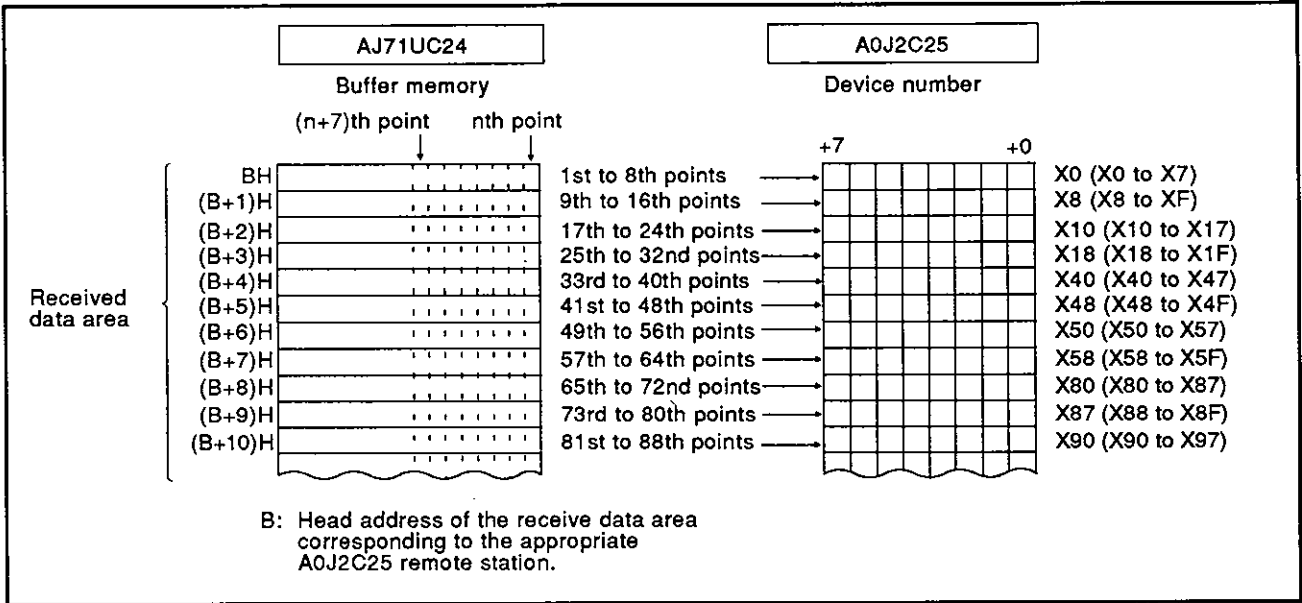 AJ71UC24 A0J2C25
Buffer memory Device number
(n+7)th point nth point
+7 +0
BH 1st to 8th points X0 (X0 to X7)
(B+1)H 9th to 16th points X8 (X8 to XF)
(B+2)H 17th to 24th points X10 (X10 to X17)
(B+3)H 25th to 32nd points X18 (X18 to X1F)
(B+4)H 33rd to 40th points X40 (X40 to X47)
Received
data area
(B+5)H 41st to 48th points X48 (X48 to X4F)
(B+6)H 49th to 56th points X50 (X50 to X57)
(B+7)H 57th to 64th points X58 (X58 to X5F)
(B+8)H 65th to 72nd points X80 (X80 to X87)
(B+9)H 73rd to 80th points X87 (X88 to X8F)
(B+10)H 81st to 88th points X90 (X90 to X97)
B: Head address of the receive data area
corresponding to the appropriate
A0J2C25 remote station.